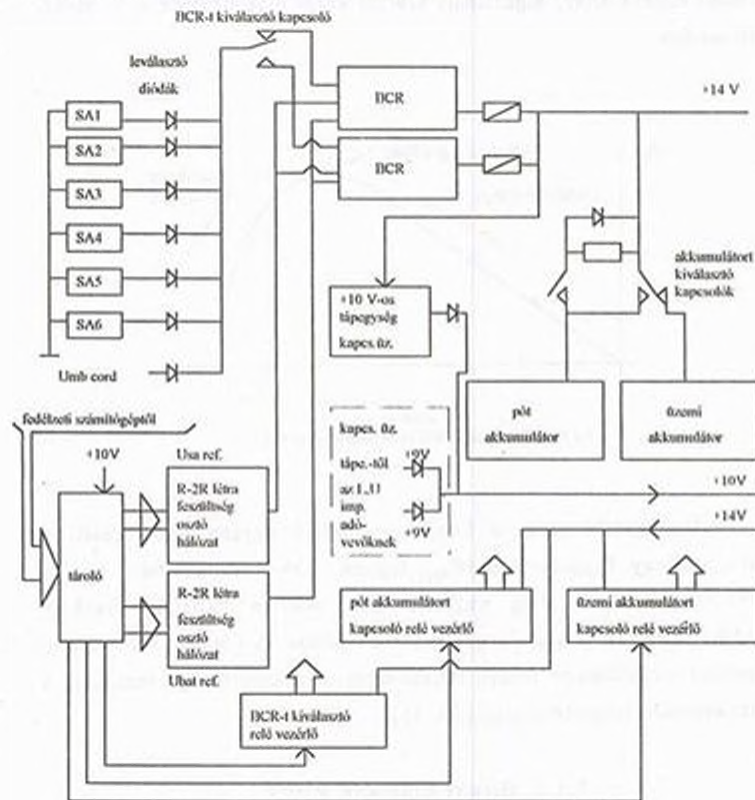 BCR-t kiválasztó kapcsoló
leválasztó
diódák
SA1
SA2
SA3
SA4
SA5
SA6
Umb cord
BCR
BCR
+14 V
+10 V-os
tápegység
kapcs.üz.
akkumulátort
kiválasztó
kapcsolók
pót
akkumulátor
üzemi
akkumulátor
fedélzeti számítógéptől
+10V
tároló
Usa ref.
R-2R létra
feszültség
osztó
hálózat
R-2R létra
feszültség
osztó
hálózat
Ubat ref.
kapcs. üz.
tápe.-től
+9V
az
imp.
adó-
vevőknek
+9V
+10V
+14V
pót akkumulátort
kapcsoló relé vezérlő
üzemi akkumulátort
kapcsoló relé vezérlő
BCR-t kiválasztó
relé vezérlő